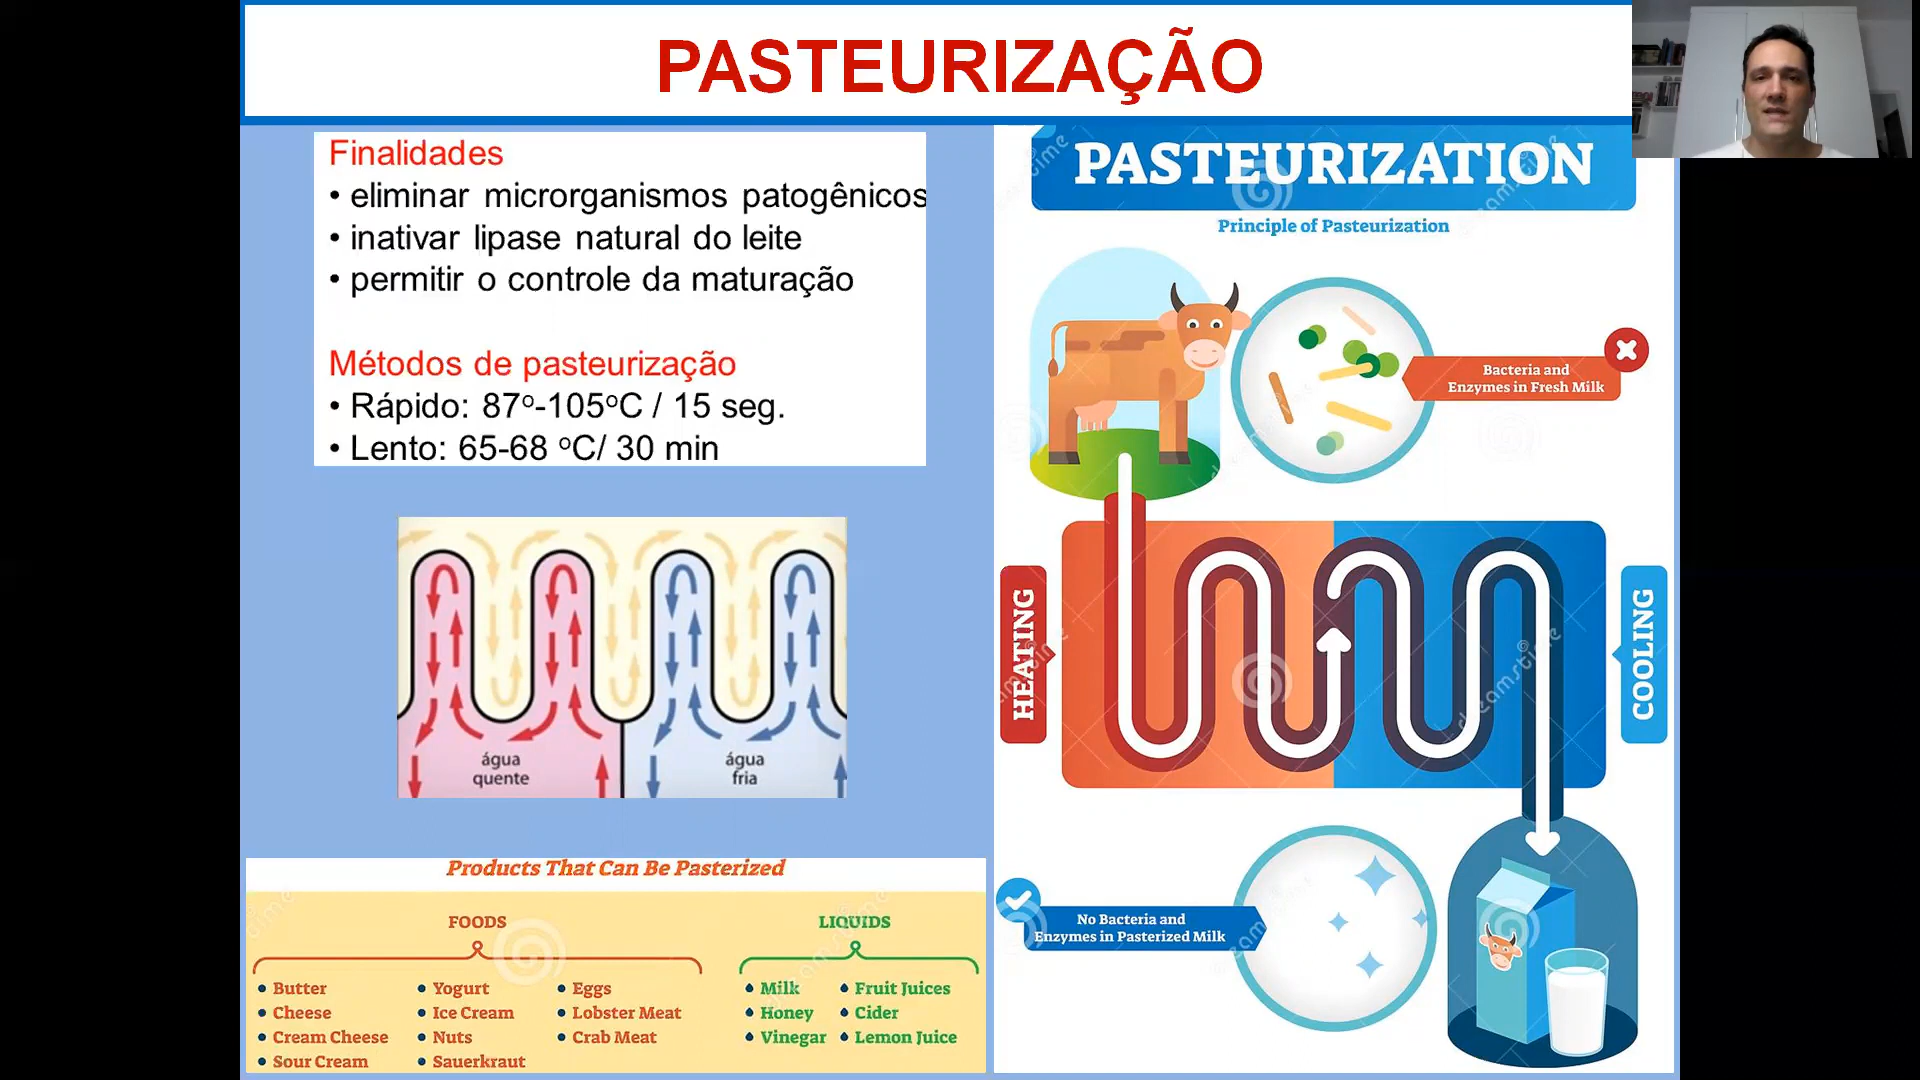 PASTEURIZAÇÃO
Finalidades
• eliminar microrganismos patogênicos
• inativar lipase natural do leite
• permitir o controle da maturação
Métodos de pasteurização
• Rápido: 87º-105ºC / 15 seg.
• Lento: 65-68 ºC/ 30 min
água
quente
água
fria
Products That Can Be Pasterized
FOODS
• Butter
• Cheese
• Cream Cheese
• Sour Cream
• Yogurt
• Ice Cream
• Nuts
• Sauerkraut
• Eggs
• Lobster Meat
• Crab Meat
LIQUIDS
Milk
Honey
Vinegar
Fruit Juices
Cider
Lemon Juice
PASTEURIZATION
Principle of Pasteurization
Bacteria and
Enzymes in Fresh Milk
HEATING
COOLING
No Bacteria and
Enzymes in Pasterized Milk
dreamstime